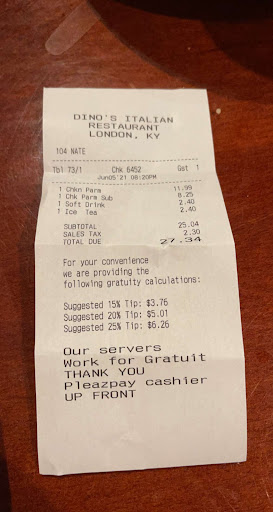 DINO'S ITALIAN
RESTAURANT
LONDON, KY
104 NATE
Tbl 73/1 Chk 6452 Gst 1
Jun05'21 08:20PM
1 Chkn Parm 11.99
1 Chk Parm Sub 8.25
1 Soft Drink 2.40
1 Ice Tea 2.40
SUBTOTAL 25.04
SALES TAX 2.30
TOTAL DUE 27.34
For your convenience
we are providing the
following gratuity calculations:
Suggested 15% Tip: $3.76
Suggested 20% Tip: $5.01
Suggested 25% Tip: $6.26
Our servers
Work for Gratuit
THANK YOU
Pleazpay cashier
UP FRONT